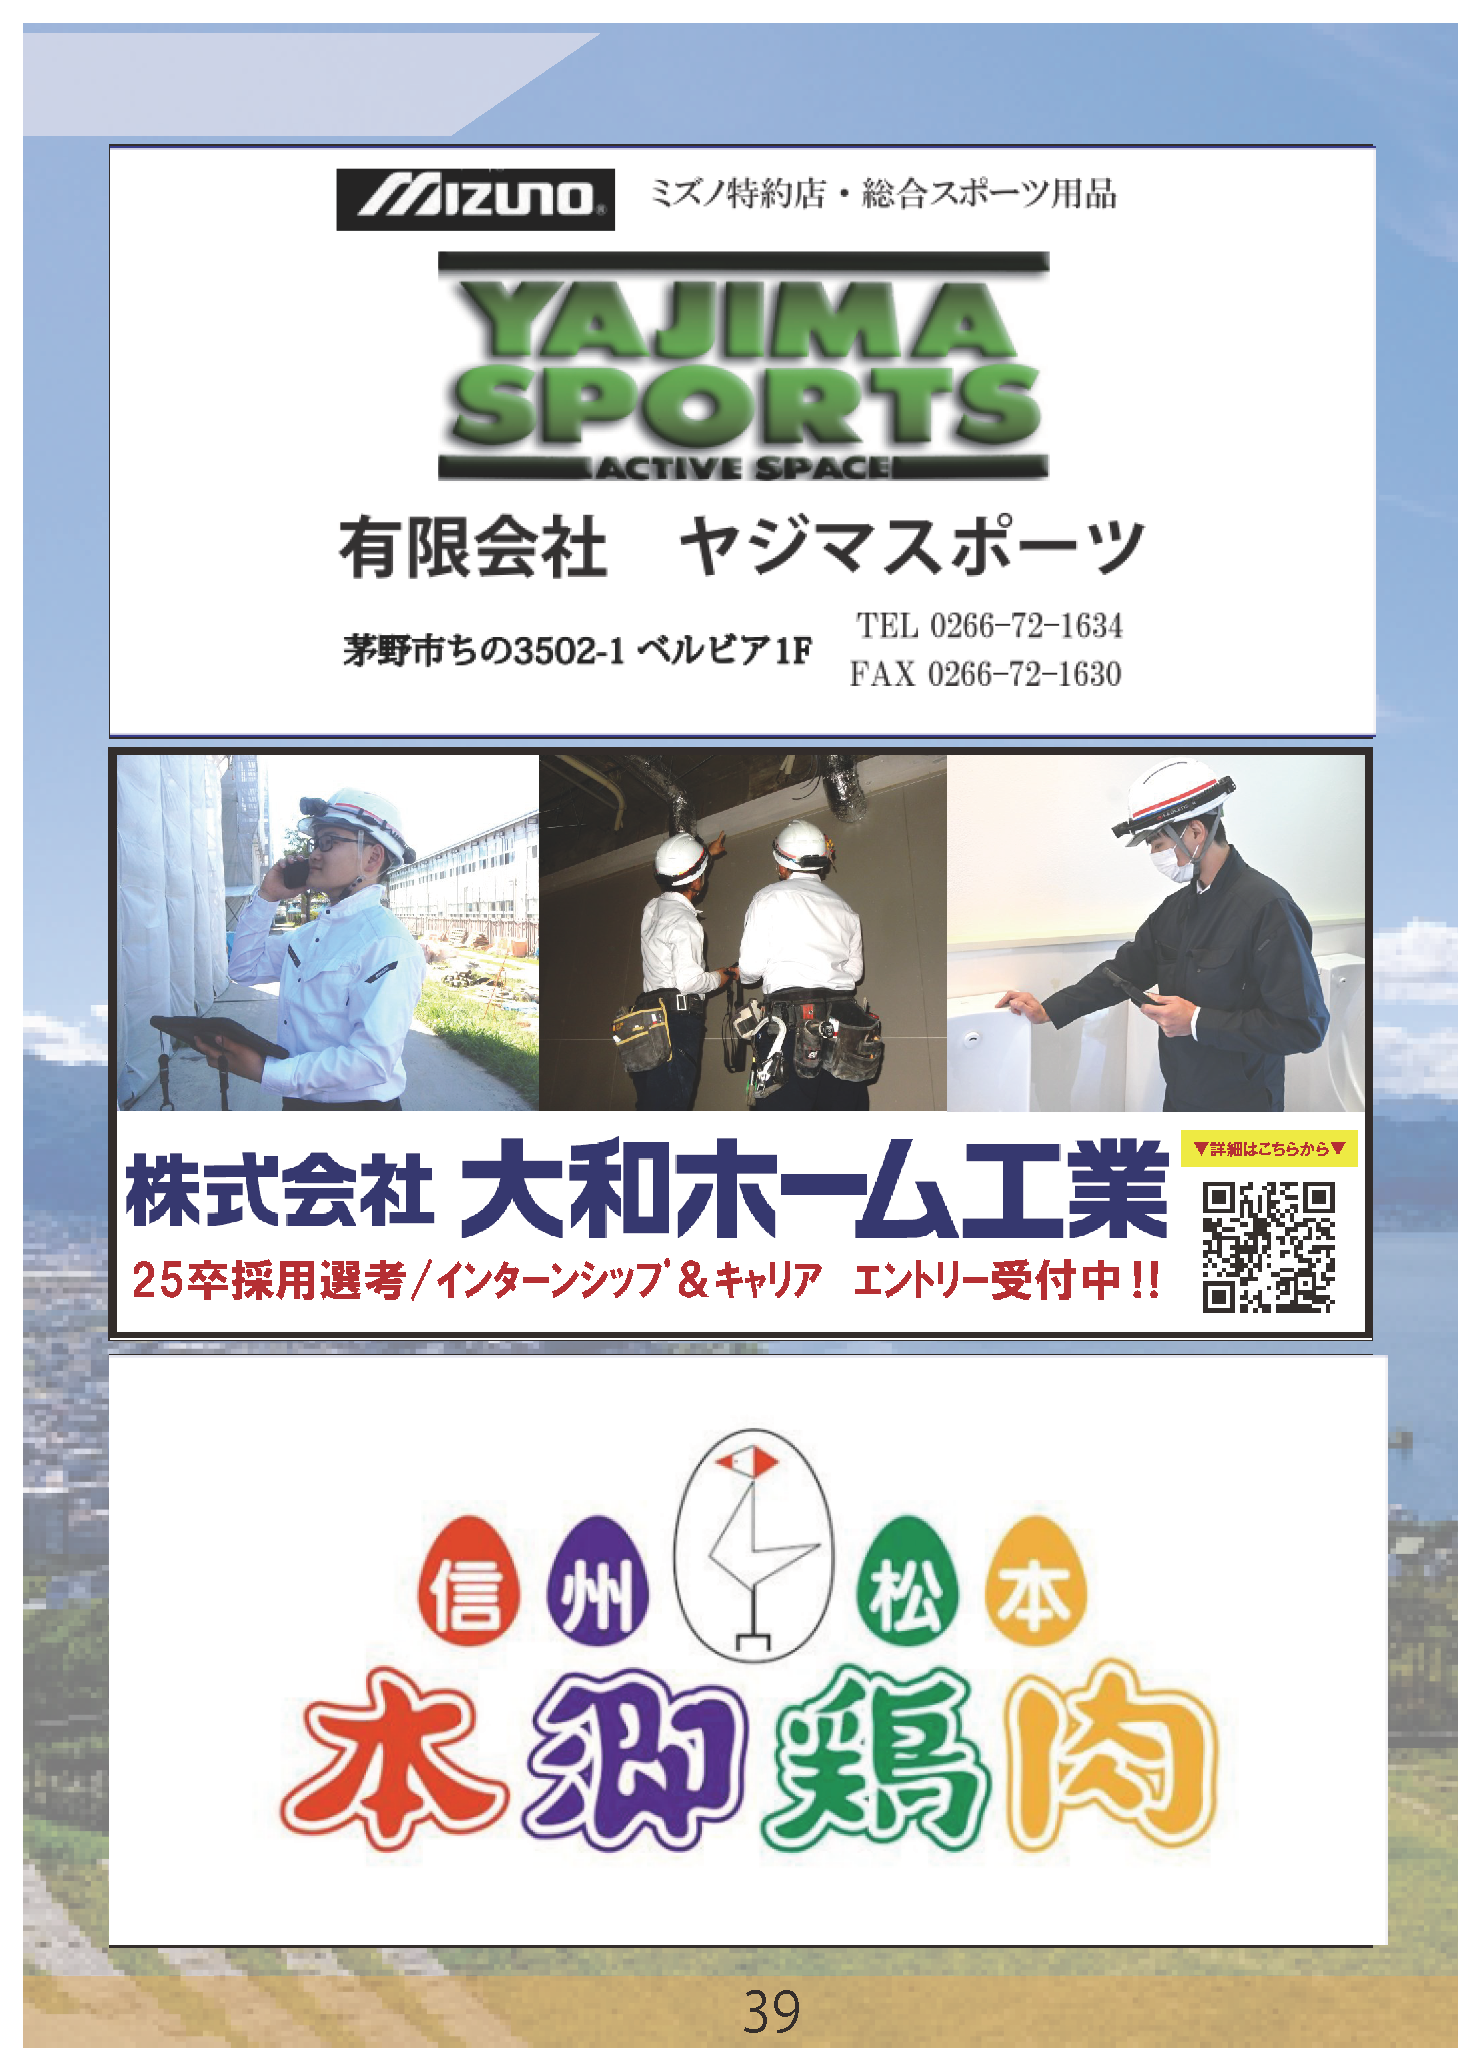 MIZUNO®
ミズノ特約店・総合スポーツ用品
YAJIMA
SPORTS
ACTIVE SPACE
有限会社 ヤジマスポーツ
茅野市ちの3502-1 ベルビア1F
TEL 0266-72-1634
FAX 0266-72-1630
株式会社 大和ホーム工業
▼詳細はこちらから▼
25卒採用選考/インターンシップ&キャリア エントリー受付中!!
信州松本
本郷鶏肉
39